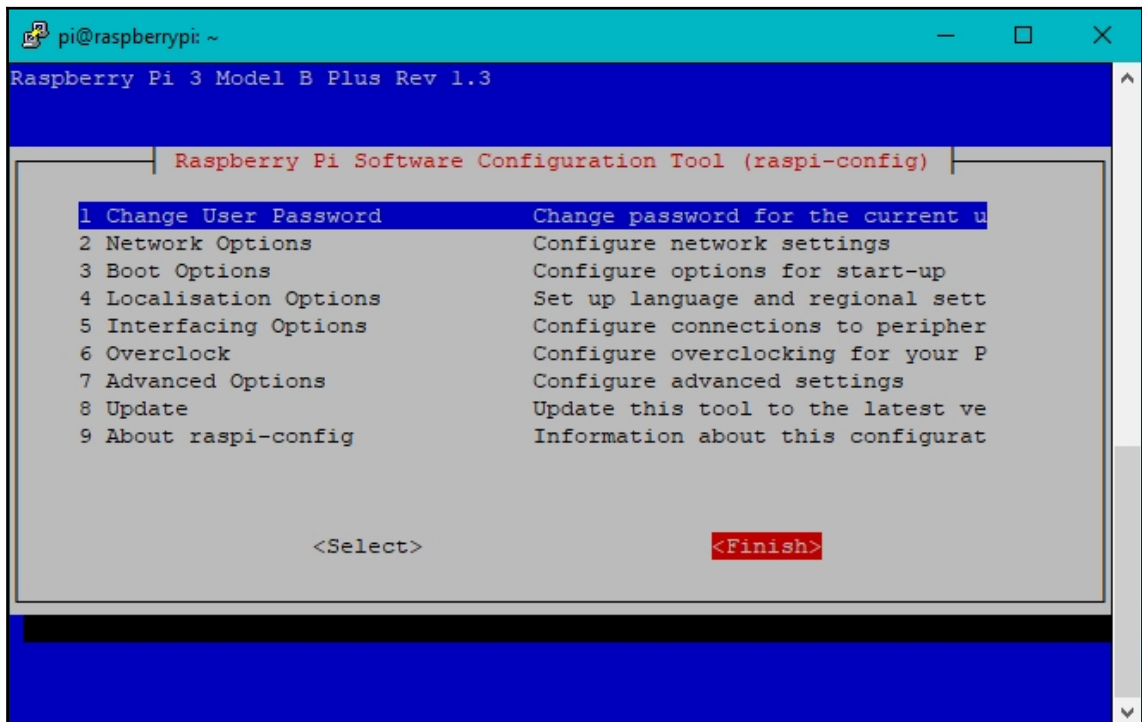 pi@raspberrypi: ~
Raspberry Pi 3 Model B Plus Rev 1.3
Raspberry Pi Software Configuration Tool (raspi-config)
1 Change User Password Change password for the current u
2 Network Options Configure network settings
3 Boot Options Configure options for start-up
4 Localisation Options Set up language and regional sett
5 Interfacing Options Configure connections to peripher
6 Overclock Configure overclocking for your P
7 Advanced Options Configure advanced settings
8 Update Update this tool to the latest ve
9 About raspi-config Information about this configurat
<Select> <Finish>